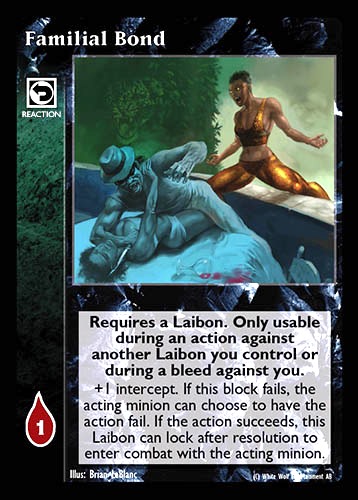 Familial Bond
REACTION
Requires a Laibon. Only usable
during an action against
another Laibon you control or
during a bleed against you.
+1 intercept. If this block fails, the
acting minion can choose to have the
action fail. If the action succeeds, this
Laibon can lock after resolution to
enter combat with the acting minion.
1
Illus: Brian LeBlanc
(C) White Wolf Entertainment AB